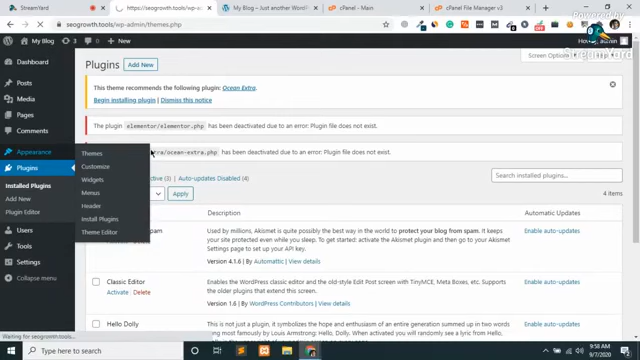 StreamYard
seogrowth.tools/wp-admin/
My Blog – Just another Wor
cPanel - Main
cPanel File Manager v3
seogrowth.tools/wp-admin/themes.php
Powered by
StreamYard
My Blog
3
0
New
admin
Screen Options
Dashboard
Posts
Media
Pages
Comments
Appearance
Plugins
Installed Plugins
Add New
Plugin Editor
Users
Tools
Settings
Collapse menu
Themes
Customize
Widgets
Menus
Header
Install Plugins
Theme Editor
Plugins
Add New
This theme recommends the following plugin: Ocean Extra.
Begin installing plugin | Dismiss this notice
The plugin elementor/elementor.php has been deactivated due to an error: Plugin file does not exist.
xtra/ocean-extra.php has been deactivated due to an error: Plugin file does not exist.
(3) | Auto-updates Disabled (4)
Search installed plugins...
Apply
Automatic Updates
Used by millions, Akismet is quite possibly the best way in the world to protect your blog from spam. It
keeps your site protected even while you sleep. To get started: activate the Akismet plugin and then go to your Akismet
Settings page to set up your API key.
Version 4.1.6 | By Automattic | View details
Enable auto-updates
Classic Editor
Activate | Delete
Enables the WordPress classic editor and the old-style Edit Post screen with TinyMCE, Meta Boxes, etc. Supports
the older plugins that extend this screen.
Version 1.6 | By WordPress Contributors | View details
Enable auto-updates
Hello Dolly
This is not just a plugin, it symbolizes the hope and enthusiasm of an entire generation summed up in two
words sung most famously by Louis Armstrong: Hello, Dolly. When activated you will randomly see a lyric from
Enable auto-updates
Waiting for seogrowth.tools...
Type here to search
9:58 AM
9/7/2020